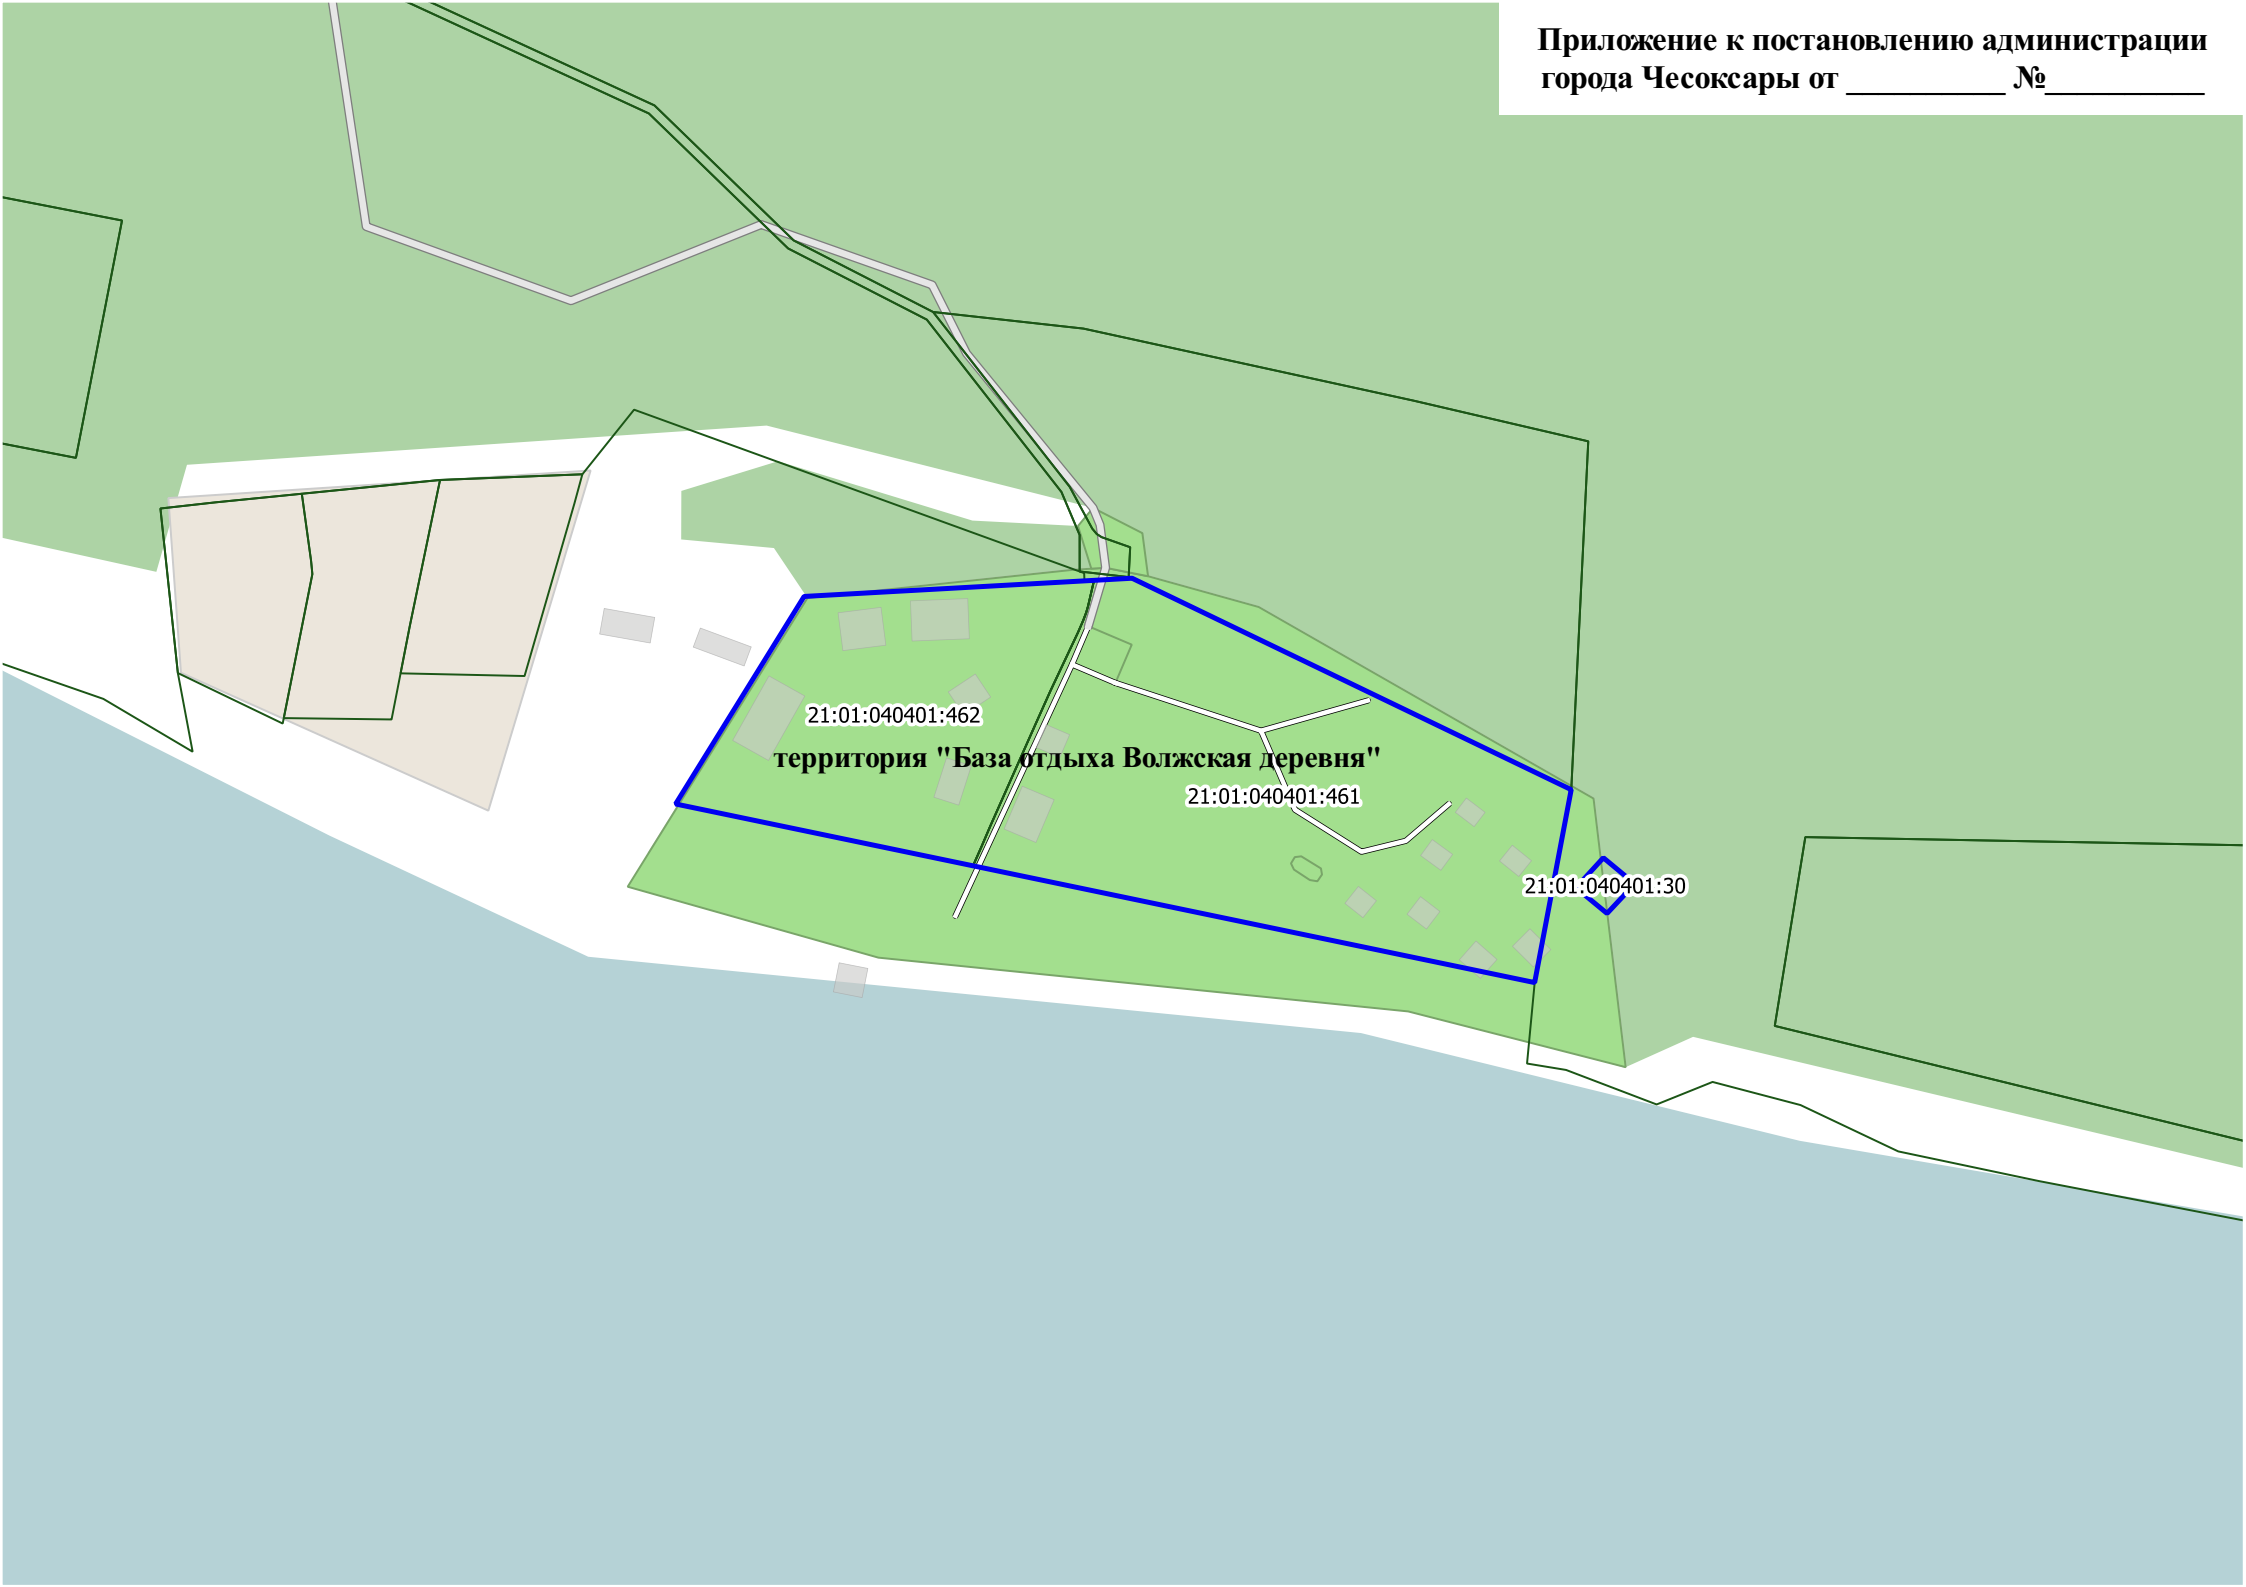 Приложение к постановлению администрации
города Чесоксары от __________ №__________
21:01:040401:462
территория "База отдыха Волжская деревня"
21:01:040401:461
21:01:040401:30